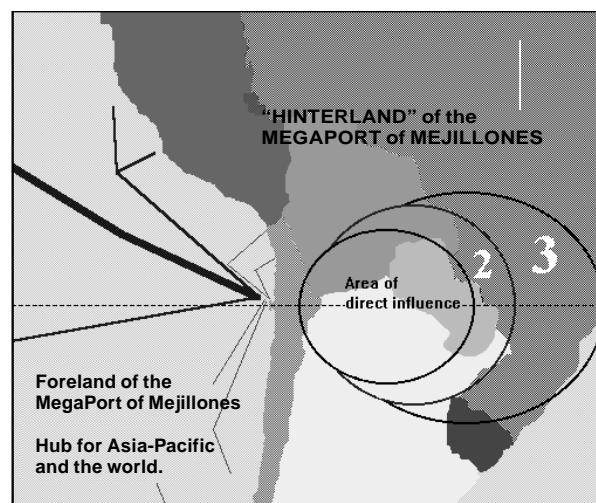 “HINTERLAND” of the
MEGAPORT of MEJILLONES
2
3
Area of
direct influence
Foreland of the
MegaPort of Mejillones
Hub for Asia-Pacific
and the world.